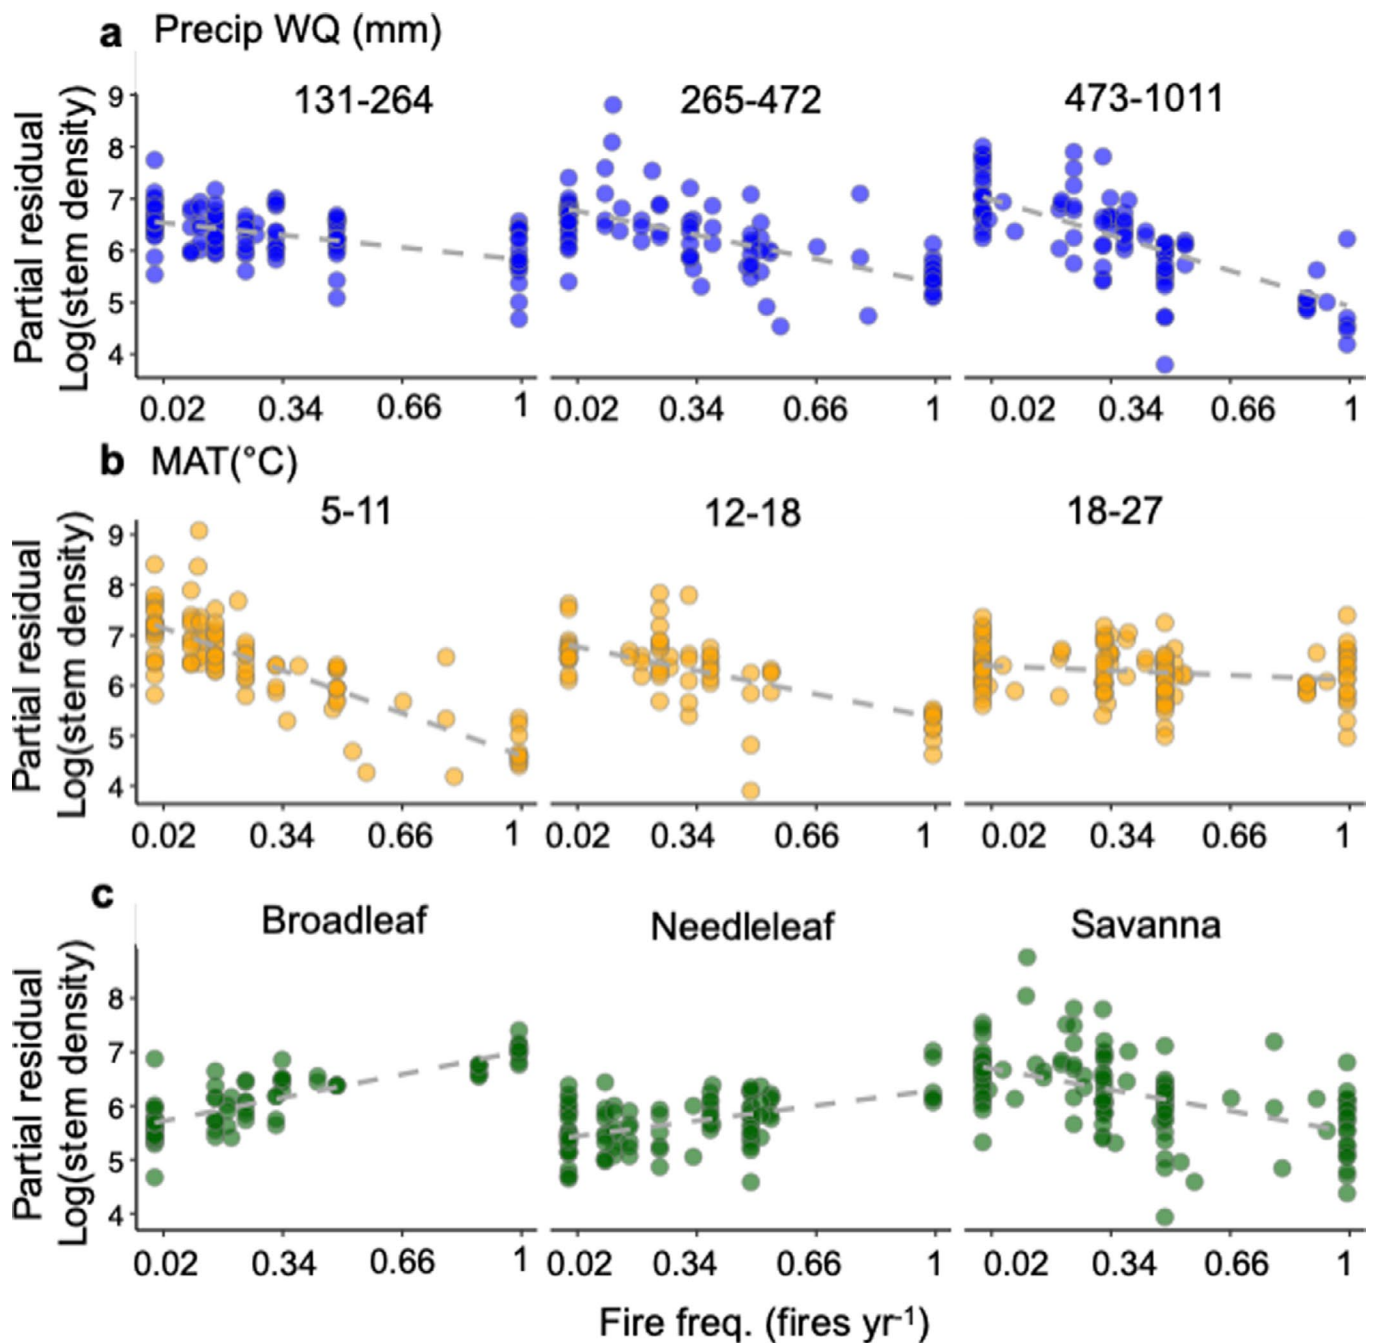 a Precip WQ (mm)
131-264 265-472 473-1011
Partial residual
Log(stem density)
9
8
7
6
5
4
0.02 0.34 0.66 1 0.02 0.34 0.66 1 0.02 0.34 0.66 1
b MAT(°C)
5-11 12-18 18-27
Partial residual
Log(stem density)
9
8
7
6
5
4
0.02 0.34 0.66 1 0.02 0.34 0.66 1 0.02 0.34 0.66 1
c
Broadleaf Needleleaf Savanna
Partial residual
Log(stem density)
8
7
6
5
4
0.02 0.34 0.66 1 0.02 0.34 0.66 1 0.02 0.34 0.66 1
Fire freq. (fires yr⁻¹)